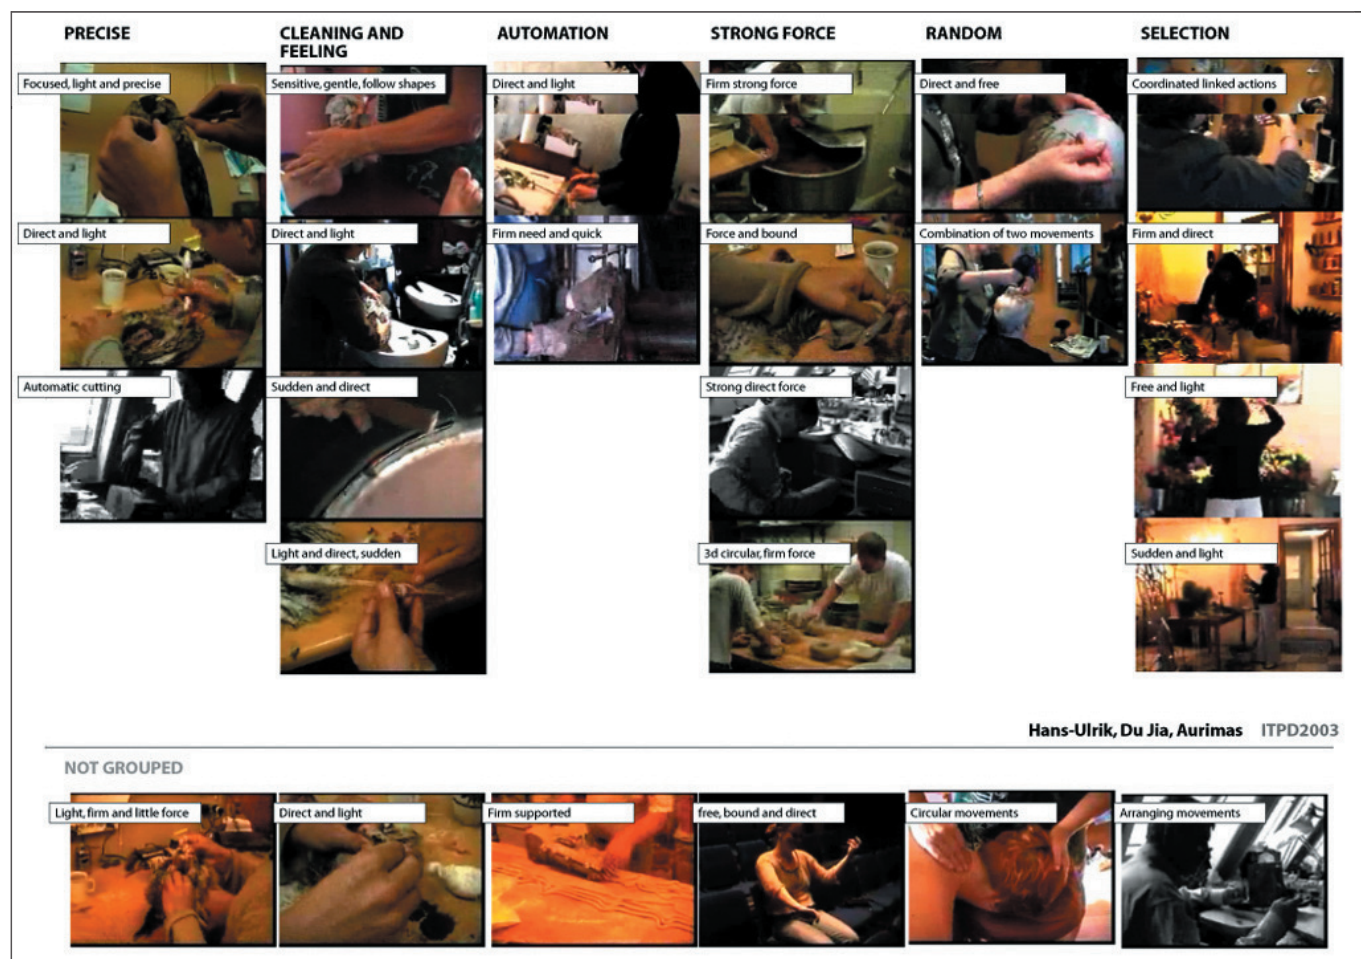 PRECISE
CLEANING AND
FEELING
AUTOMATION
STRONG FORCE
RANDOM
SELECTION
Focused, light and precise
Sensitive, gentle, follow shapes
Direct and light
Firm strong force
Direct and free
Coordinated linked actions
Direct and light
Direct and light
Firm need and quick
Force and bound
Combination of two movements
Firm and direct
Automatic cutting
Sudden and direct
Strong direct force
Free and light
Light and direct, sudden
3d circular, firm force
Sudden and light
Hans-Ulrik, Du Jia, Aurimas ITPD2003
NOT GROUPED
Light, firm and little force
Direct and light
Firm supported
free, bound and direct
Circular movements
Arranging movements